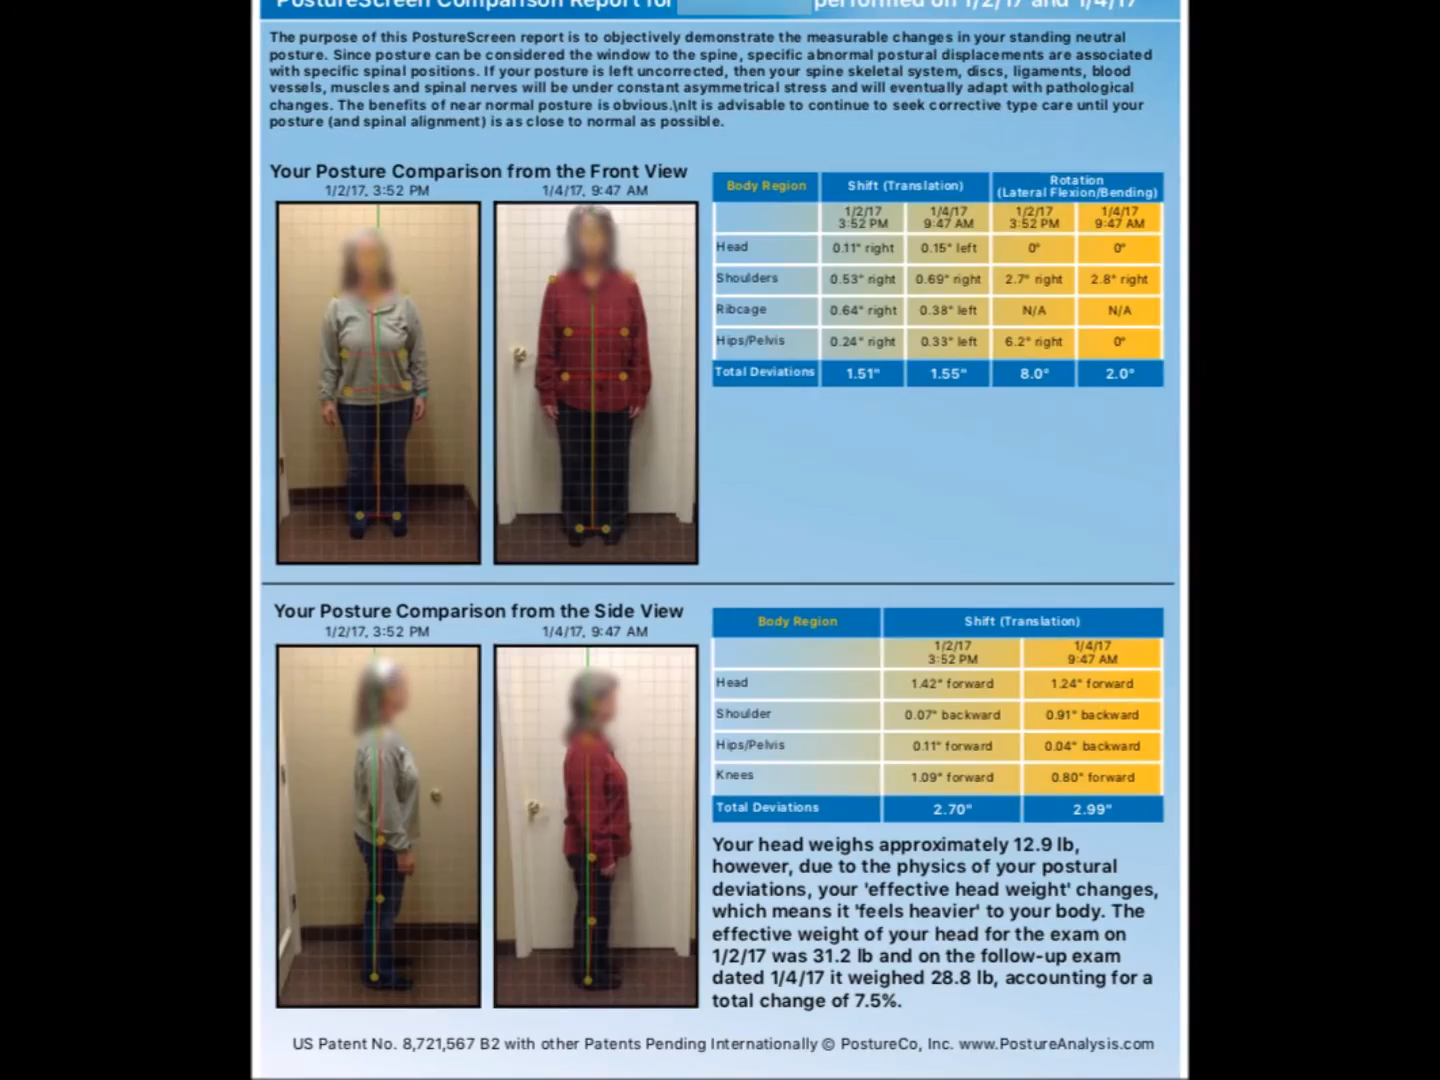 PostureScreen Comparison Report for performed on 1/2/17 and 1/4/17
The purpose of this PostureScreen report is to objectively demonstrate the measurable changes in your standing neutral
posture. Since posture can be considered the window to the spine, specific abnormal postural displacements are associated
with specific spinal positions. If your posture is left uncorrected, then your spine skeletal system, discs, ligaments, blood
vessels, muscles and spinal nerves will be under constant asymmetrical stress and will eventually adapt with pathological
changes. The benefits of near normal posture is obvious.\nIt is advisable to continue to seek corrective type care until your
posture (and spinal alignment) is as close to normal as possible.
Your Posture Comparison from the Front View
1/2/17, 3:52 PM 1/4/17, 9:47 AM
Body Region Shift (Translation) Rotation
(Lateral Flexion/Bending)
1/2/17 1/4/17 1/2/17 1/4/17
3:52 PM 9:47 AM 3:52 PM 9:47 AM
Head 0.11" right 0.15" left 0° 0°
Shoulders 0.53" right 0.69" right 2.7° right 2.8° right
Ribcage 0.64" right 0.38" left N/A N/A
Hips/Pelvis 0.24" right 0.33" left 6.2° right 0°
Total Deviations 1.51" 1.55" 8.0° 2.0°
Your Posture Comparison from the Side View
1/2/17, 3:52 PM 1/4/17, 9:47 AM
Body Region Shift (Translation)
1/2/17 1/4/17
3:52 PM 9:47 AM
Head 1.42" forward 1.24" forward
Shoulder 0.07" backward 0.91" backward
Hips/Pelvis 0.11" forward 0.04" backward
Knees 1.09" forward 0.80" forward
Total Deviations 2.70" 2.99"
Your head weighs approximately 12.9 lb,
however, due to the physics of your postural
deviations, your 'effective head weight' changes,
which means it 'feels heavier' to your body. The
effective weight of your head for the exam on
1/2/17 was 31.2 lb and on the follow-up exam
dated 1/4/17 it weighed 28.8 lb, accounting for a
total change of 7.5%.
US Patent No. 8,721,567 B2 with other Patents Pending Internationally © PostureCo, Inc. www.PostureAnalysis.com